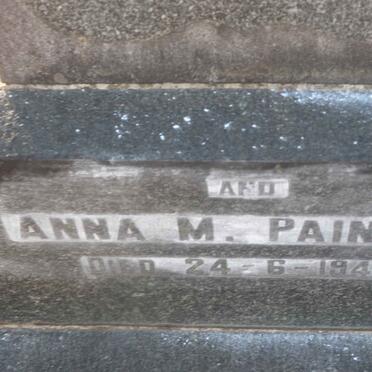 AND
ANNA M. PAIN
DIED 24-6-194